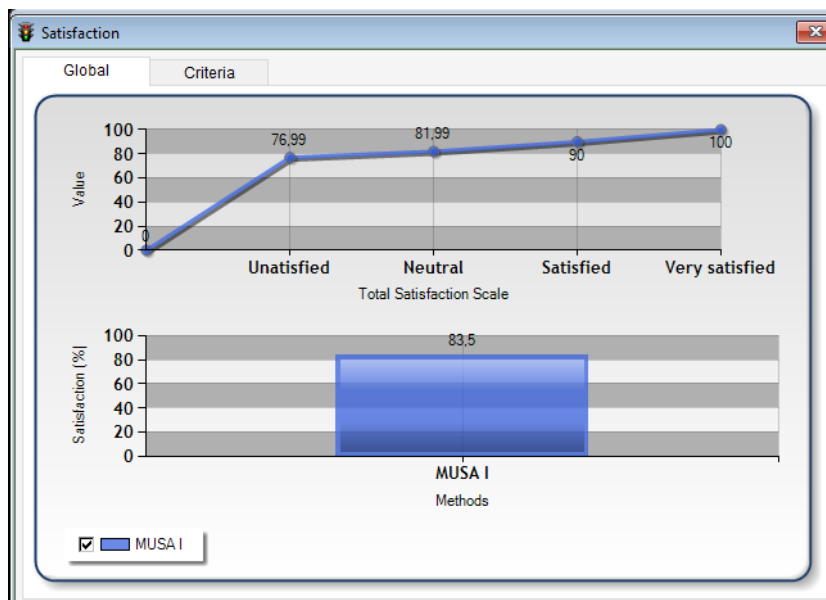 Satisfaction
Global Criteria
100
80
60
40
20
0
Value
0
76,99
81,99
90
100
Unatisfied Neutral Satisfied Very satisfied
Total Satisfaction Scale
100
80
60
40
20
0
Satisfaction (%|
83,5
MUSA I
Methods
MUSA I